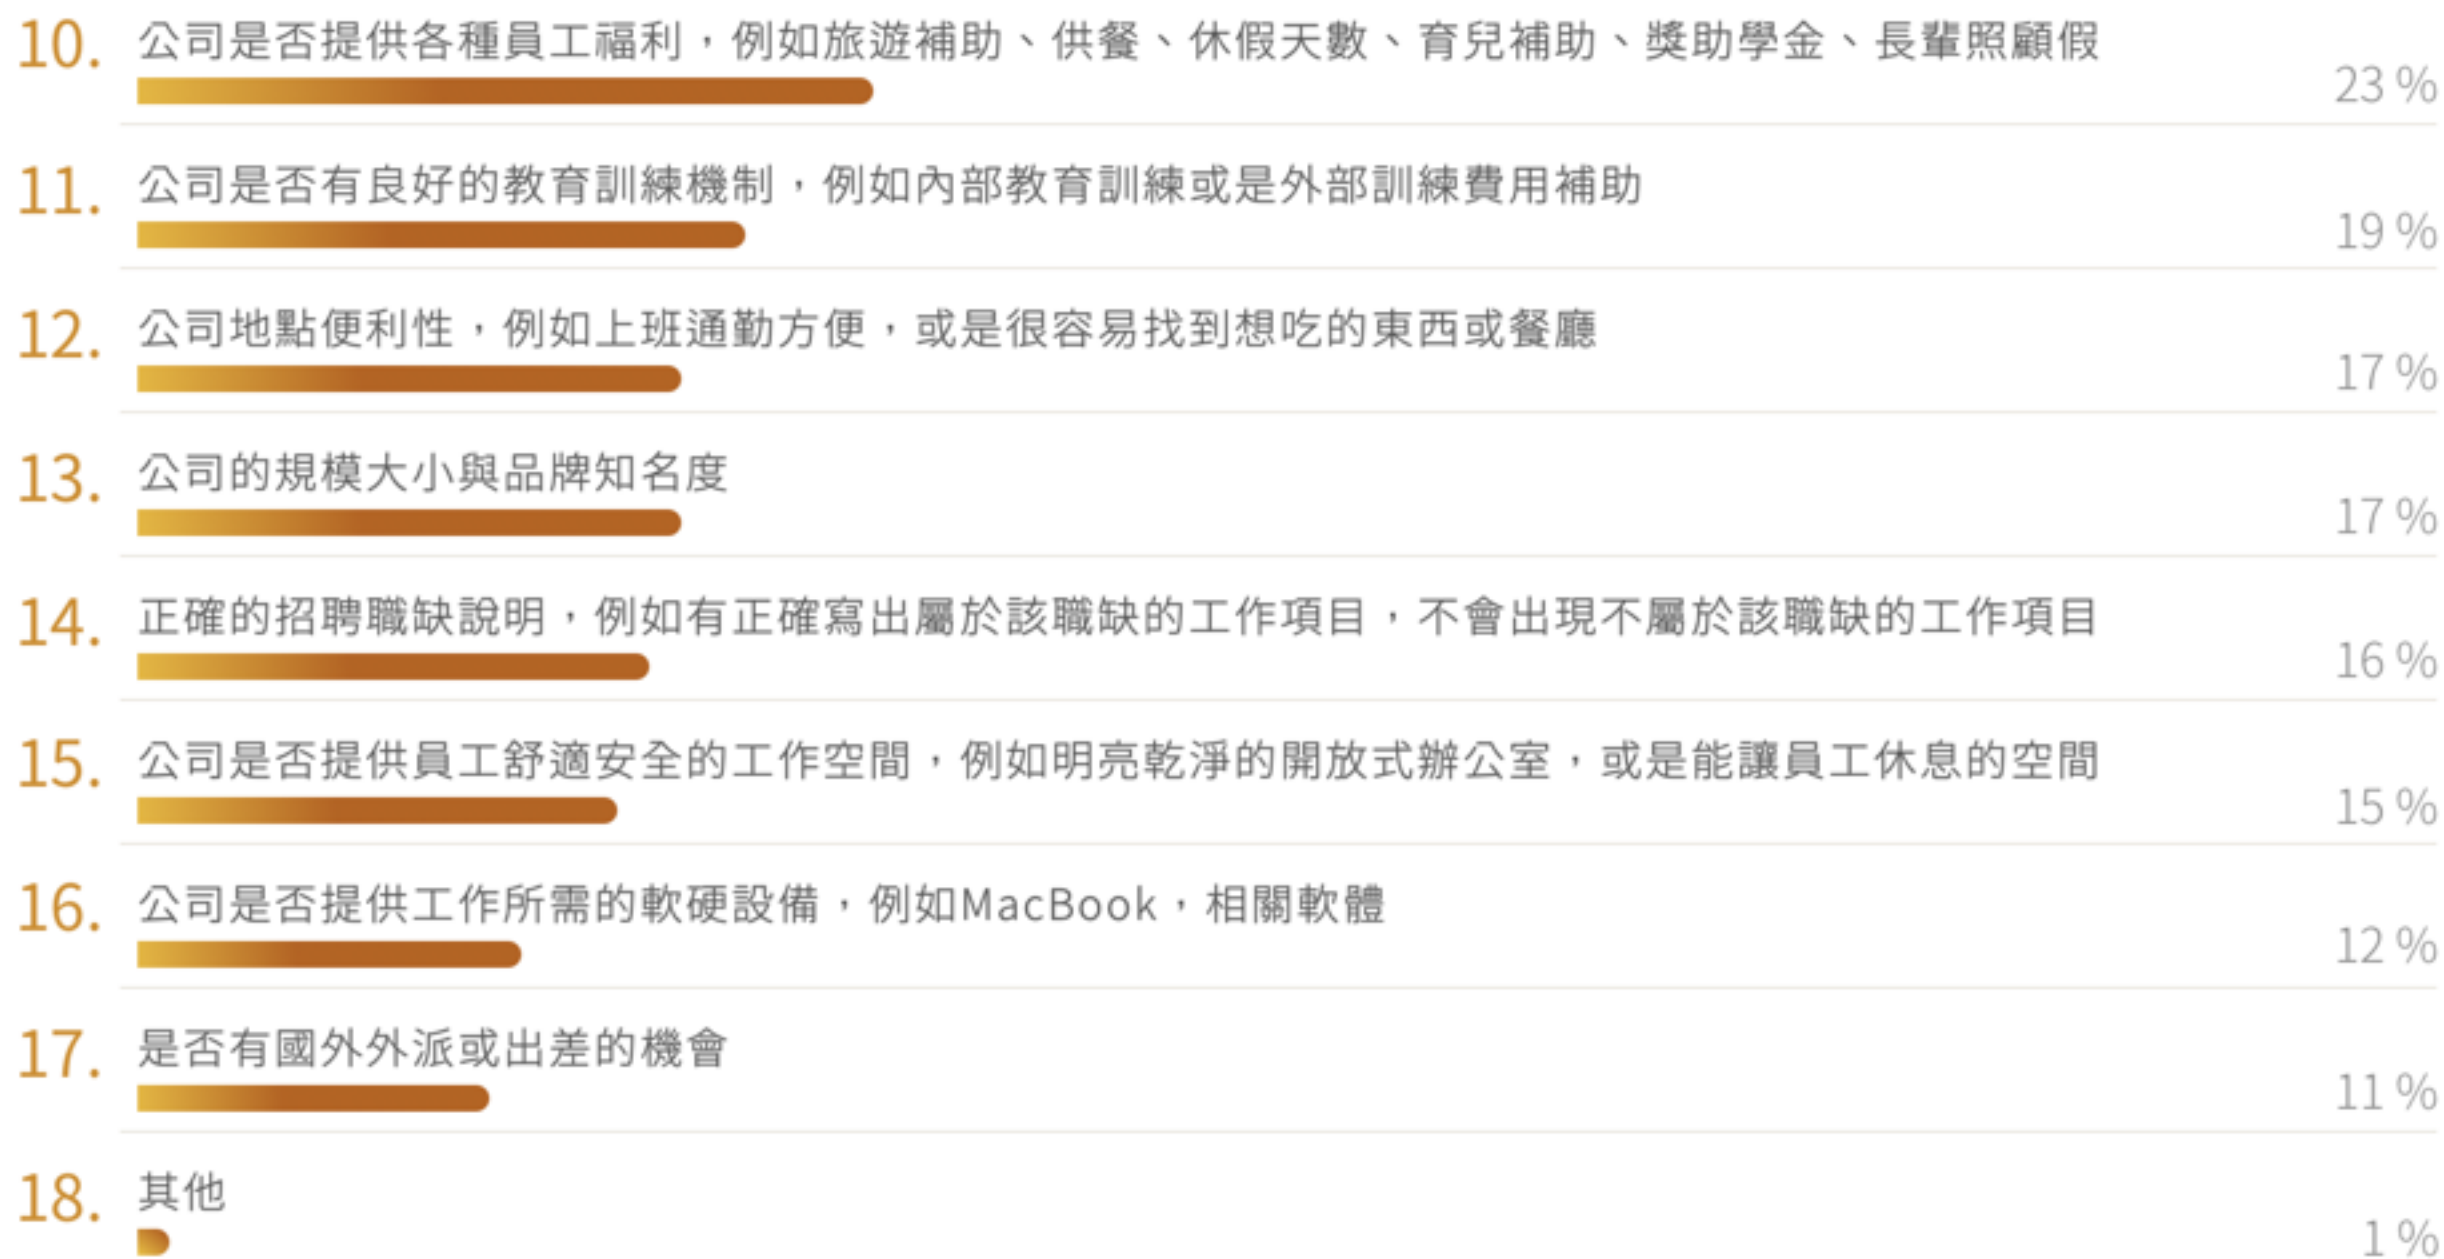 10. 公司是否提供各種員工福利，例如旅遊補助、供餐、休假天數、育兒補助、獎助學金、長輩照顧假
23 %
11. 公司是否有良好的教育訓練機制，例如內部教育訓練或是外部訓練費用補助
19 %
12. 公司地點便利性，例如上班通勤方便，或是很容易找到想吃的東西或餐廳
17 %
13. 公司的規模大小與品牌知名度
17 %
14. 正確的招聘職缺說明，例如有正確寫出屬於該職缺的工作項目，不會出現不屬於該職缺的工作項目
16 %
15. 公司是否提供員工舒適安全的工作空間，例如明亮乾淨的開放式辦公室，或是能讓員工休息的空間
15 %
16. 公司是否提供工作所需的軟硬設備，例如MacBook，相關軟體
12 %
17. 是否有國外外派或出差的機會
11 %
18. 其他
1 %